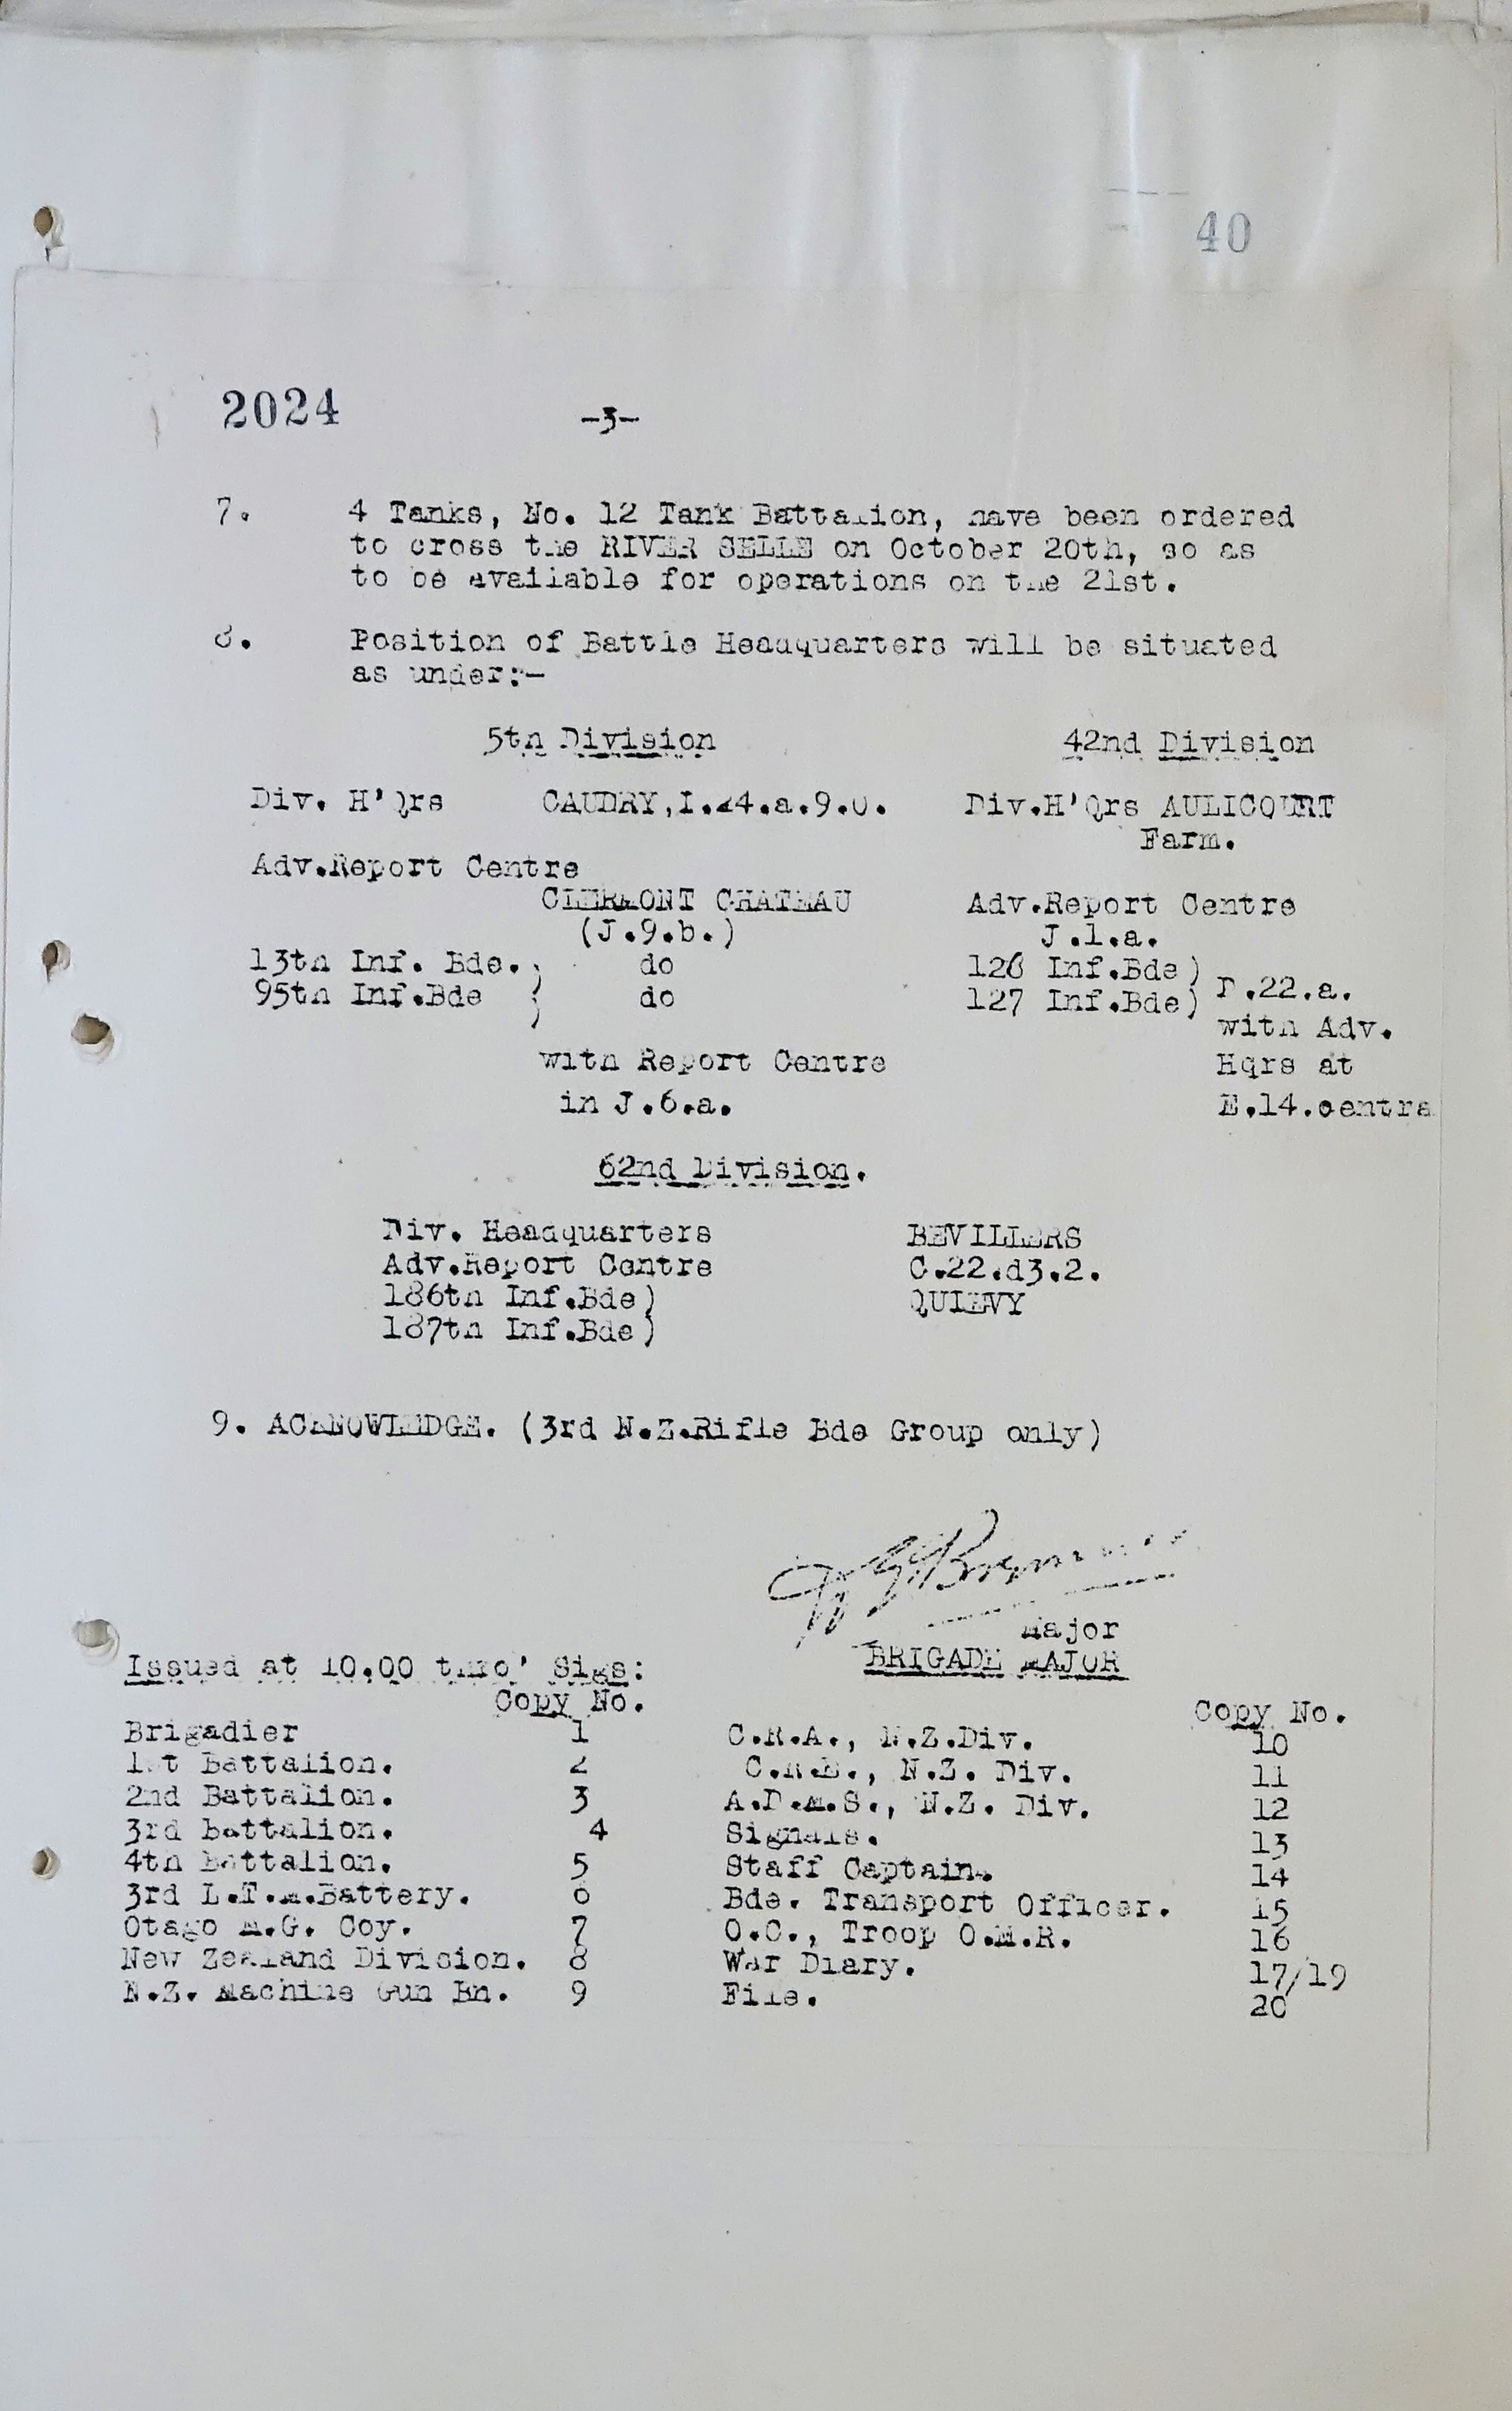 40
2024 -3-
7. 4 Tanks, No. 12 Tank Battalion, have been ordered
to cross the RIVER SELLE on October 20th, so as
to be available for operations on the 21st.
8. Position of Battle Headquarters will be situated
as under:-
5th Division 42nd Division
Div. H'Qrs CAUDRY,I.24.a.9.0. Div.H'Qrs AULICOURT
Farm.
Adv.Report Centre
CLERMONT CHATEAU Adv.Report Centre
(J.9.b.) J.1.a.
13th Inf. Bde.) do 126 Inf.Bde)
95th Inf.Bde ) do 127 Inf.Bde) D.22.a.
) with Adv.
with Report Centre Hqrs at
in J.6.a. E.14.centra
62nd Division.
Div. Headquarters BEVILLERS
Adv.Report Centre C.22.d3.2.
186th Inf.Bde) QUIEVY
187th Inf.Bde)
9. ACKNOWLEDGE. (3rd N.Z.Rifle Bde Group only)
Major
BRIGADE MAJOR
Issued at 10.00 thro' Sigs:
Copy No. Copy No.
Brigadier 1 C.R.A., N.Z.Div. 10
1st Battalion. 2 C.R.E., N.Z. Div. 11
2nd Battalion. 3 A.D.M.S., N.Z. Div. 12
3rd Battalion. 4 Signals. 13
4th Battalion. 5 Staff Captain. 14
3rd L.T.M.Battery. 6 Bde. Transport Officer. 15
Otago M.G. Coy. 7 O.C., Troop O.M.R. 16
New Zealand Division. 8 War Diary. 17/19
N.Z. Machine Gun Bn. 9 File. 20